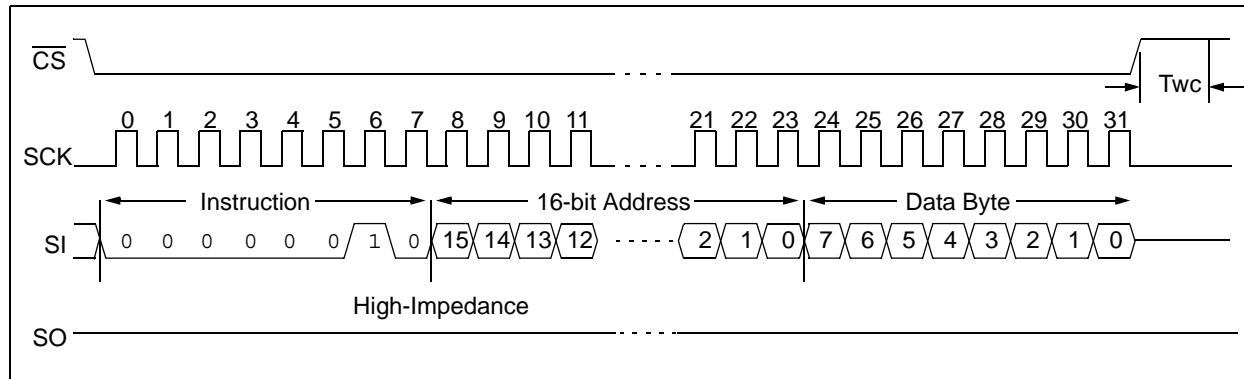 CS
Twc
0 1 2 3 4 5 6 7 8 9 10 11 21 22 23 24 25 26 27 28 29 30 31
SCK
Instruction 16-bit Address Data Byte
SI 0 0 0 0 0 0 1 0 15 14 13 12 2 1 0 7 6 5 4 3 2 1 0
High-Impedance
SO